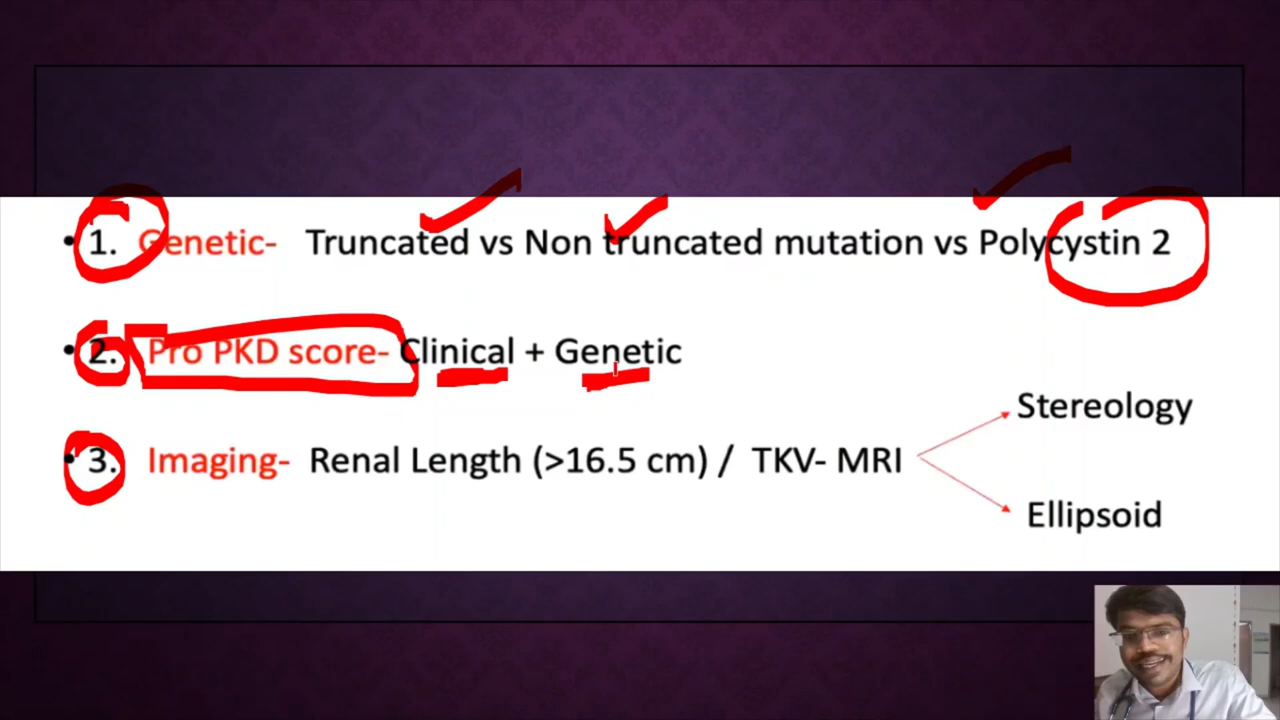 • 1. Genetic- Truncated vs Non truncated mutation vs Polycystin 2
• 2. Pro PKD score- Clinical + Genetic
Stereology
• 3. Imaging- Renal Length (>16.5 cm) / TKV- MRI
Ellipsoid